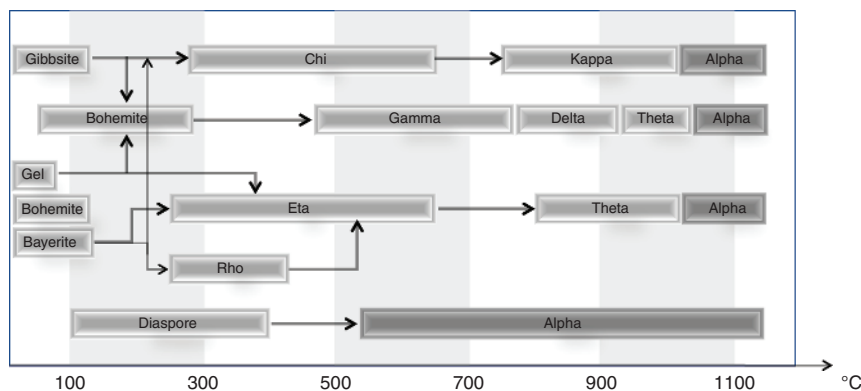 Gibbsite Chi Kappa Alpha
Bohemite Gamma Delta Theta Alpha
Gel
Bohemite Eta Theta Alpha
Bayerite
Rho
Diaspore Alpha
100 300 500 700 900 1100 °C